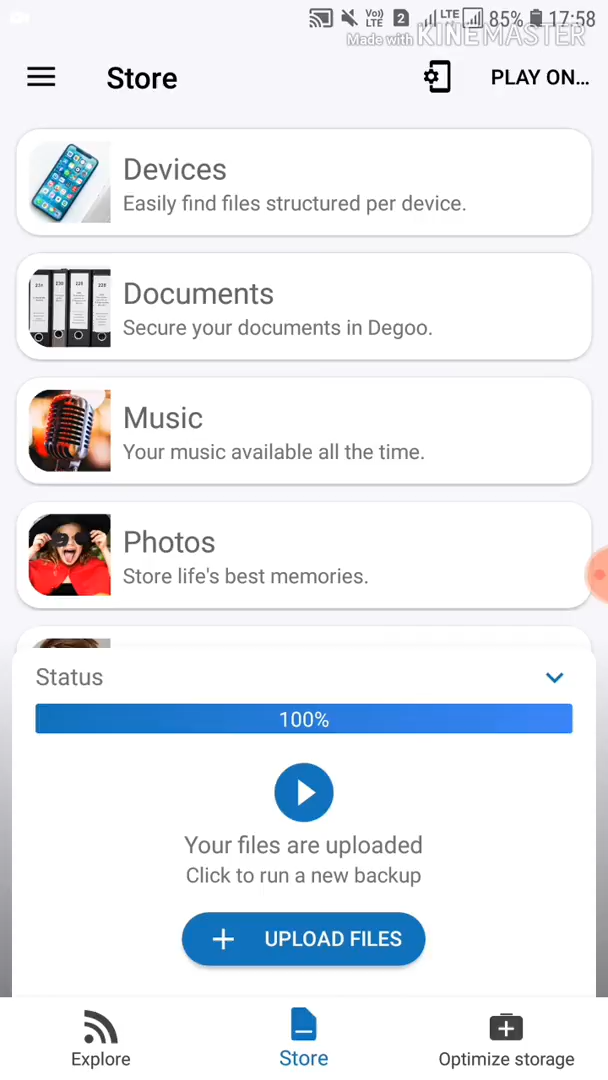 Vo) LTE 2 LTE 85% 17:58
Made with KINEMASTER
Store
PLAY ON...
Devices
Easily find files structured per device.
Documents
Secure your documents in Degoo.
Music
Your music available all the time.
Photos
Store life's best memories.
Status
100%
Your files are uploaded
Click to run a new backup
+ UPLOAD FILES
Explore
Store
Optimize storage